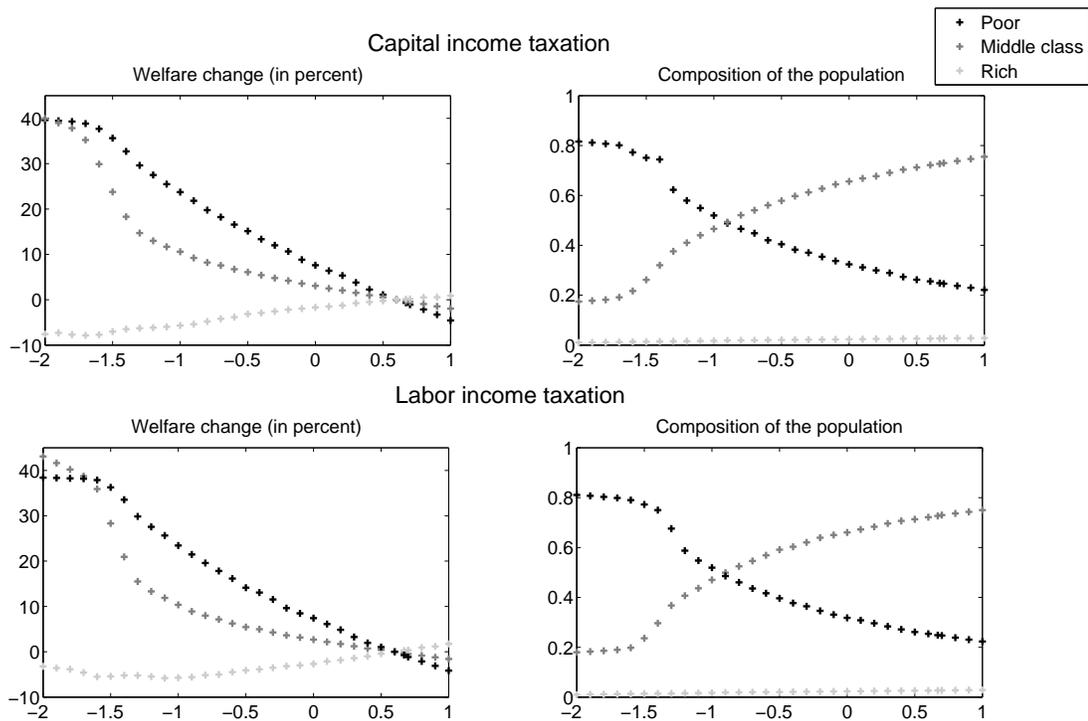 Poor
Middle class
Rich
Capital income taxation
Welfare change (in percent)
Composition of the population
40
30
20
10
0
−10
−2 −1.5 −1 −0.5 0 0.5 1
1
0.8
0.6
0.4
0.2
0
−2 −1.5 −1 −0.5 0 0.5 1
Labor income taxation
Welfare change (in percent)
Composition of the population
40
30
20
10
0
−10
−2 −1.5 −1 −0.5 0 0.5 1
1
0.8
0.6
0.4
0.2
0
−2 −1.5 −1 −0.5 0 0.5 1